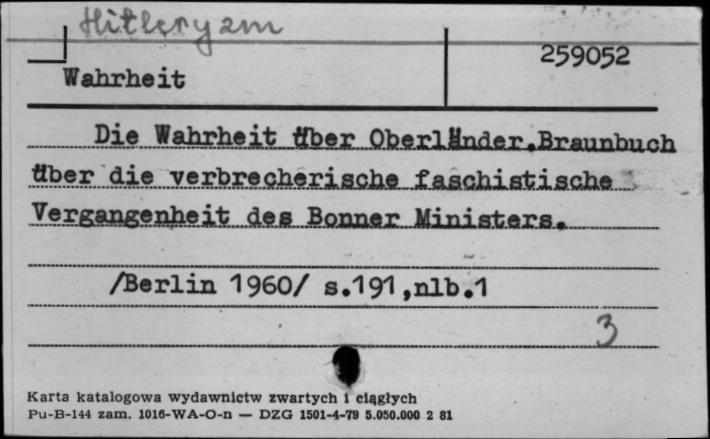 Hitleryzm
259052
Wahrheit
Die Wahrheit über Oberländer.Braunbuch
über die verbrecherische faschistische
Vergangenheit des Bonner Ministers.
/Berlin 1960/ s.191,nlb.1
3
Karta katalogowa wydawnictw zwartych i ciągłych
Pu-B-144 zam. 1016-WA-O-n — DZG 1501-4-79 5.050.000 2 81